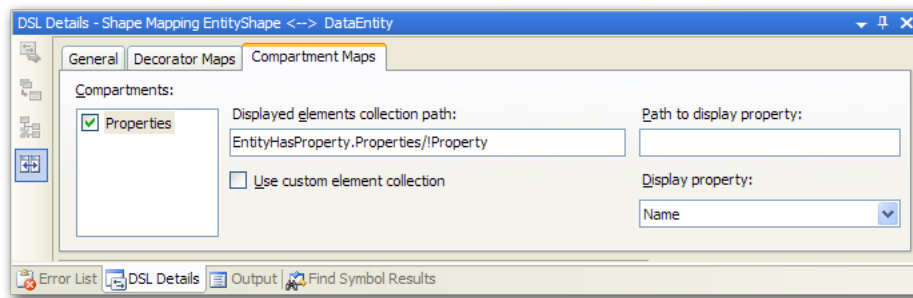 DSL Details - Shape Mapping EntityShape <--> DataEntity
General Decorator Maps Compartment Maps
Compartments:
Properties
Displayed elements collection path:
EntityHasProperty.Properties/!Property
Use custom element collection
Path to display property:
Display property:
Name
Error List DSL Details Output Find Symbol Results